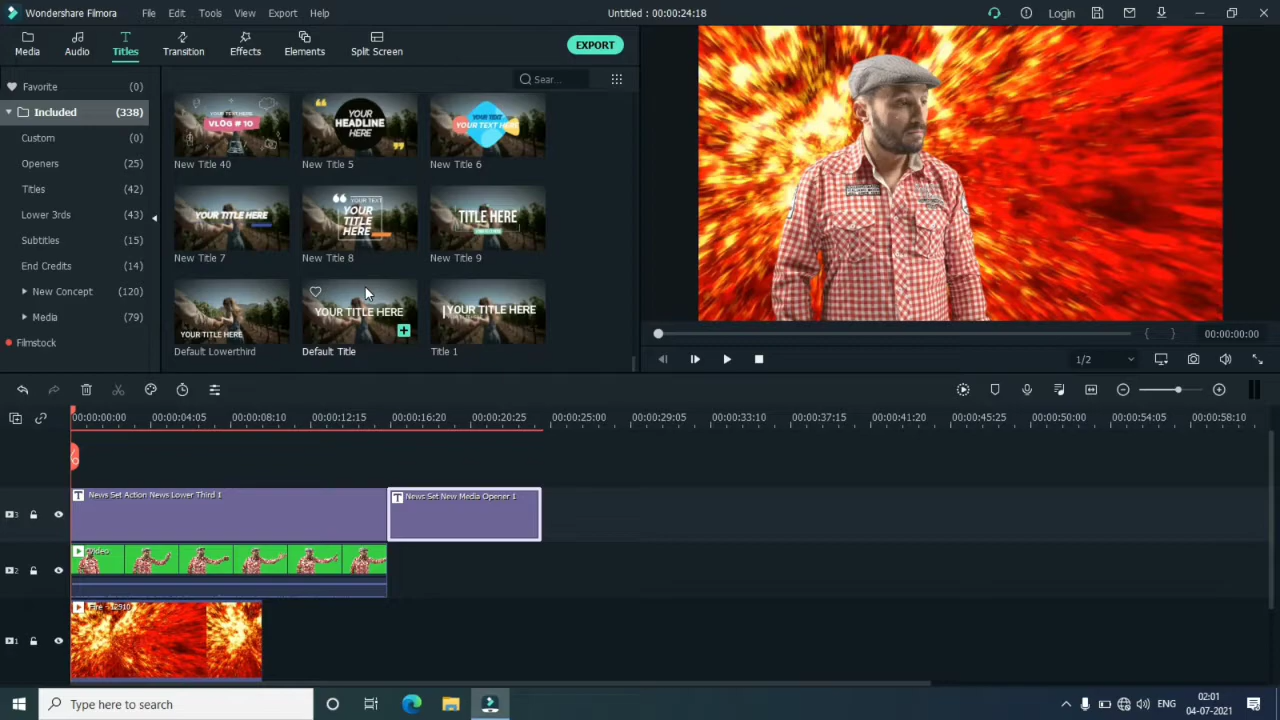 Wondershare Filmora File Edit Tools View Export Help Untitled : 00:00:24:18 Login
Media Audio Titles Transition Effects Elements Split Screen EXPORT
Favorite (0)
Included (338)
Custom (0)
Openers (25)
Titles (42)
Lower 3rds (43)
Subtitles (15)
End Credits (14)
New Concept (120)
Media (79)
Filmstock
Sear...
VLOG # 10
YOUR HEADLINE HERE
YOUR TEXT
YOUR TEXT HERE
New Title 40 New Title 5 New Title 6
YOUR TITLE HERE
YOUR TEXT
YOUR TITLE HERE
TITLE HERE
New Title 7 New Title 8 New Title 9
YOUR TITLE HERE YOUR TITLE HERE YOUR TITLE HERE
Default Lowerthird Default Title Title 1
00:00:00:00
1/2
00:00:00:00 00:00:04:05 00:00:08:10 00:00:12:15 00:00:16:20 00:00:20:25 00:00:25:00 00:00:29:05 00:00:33:10 00:00:37:15 00:00:41:20 00:00:45:25 00:00:50:00 00:00:54:05 00:00:58:10
3 T News Set Action News Lower Third 1 T News Set New Media Opener 1
2 Video
1 Fire - 12910
Type here to search ENG 02:01
04-07-2021